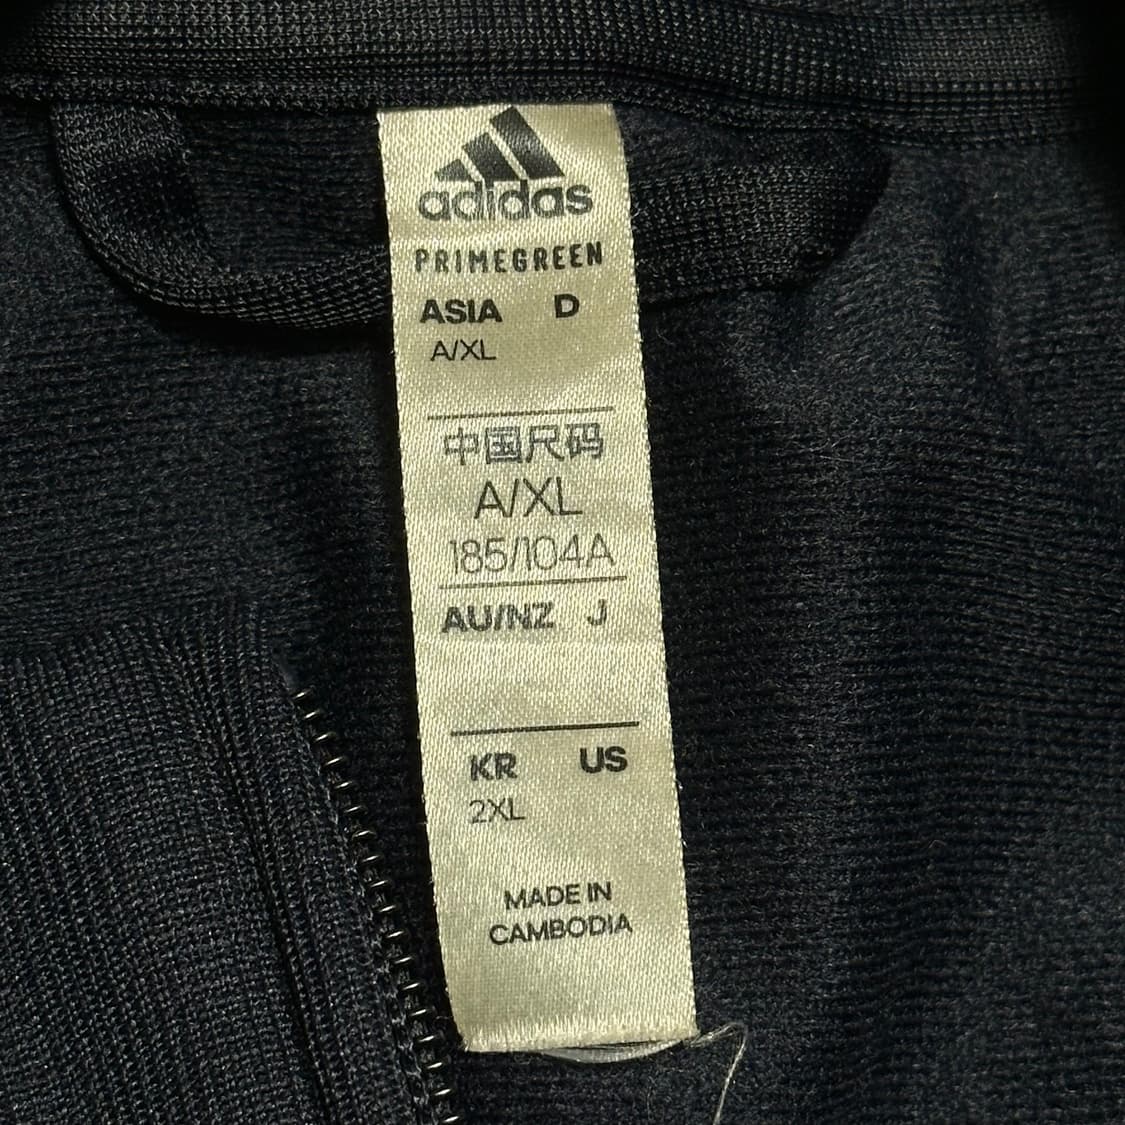 adidas
PRIMEGREEN
ASIA D
A/XL
中国尺码
A/XL
185/104A
AU/NZ J
KR US
2XL
MADE IN
CAMBODIA